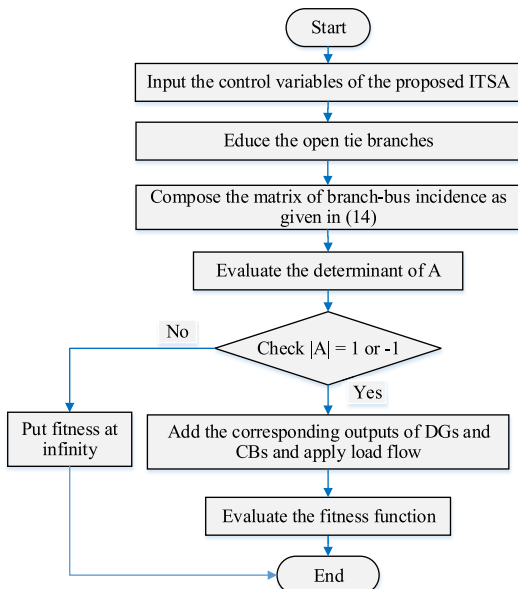 Start
Input the control variables of the proposed ITSA
Educe the open tie branches
Compose the matrix of branch-bus incidence as
given in (14)
Evaluate the determinant of A
No
Check |A| = 1 or -1
Yes
Put fitness at
infinity
Add the corresponding outputs of DGs and
CBs and apply load flow
Evaluate the fitness function
End